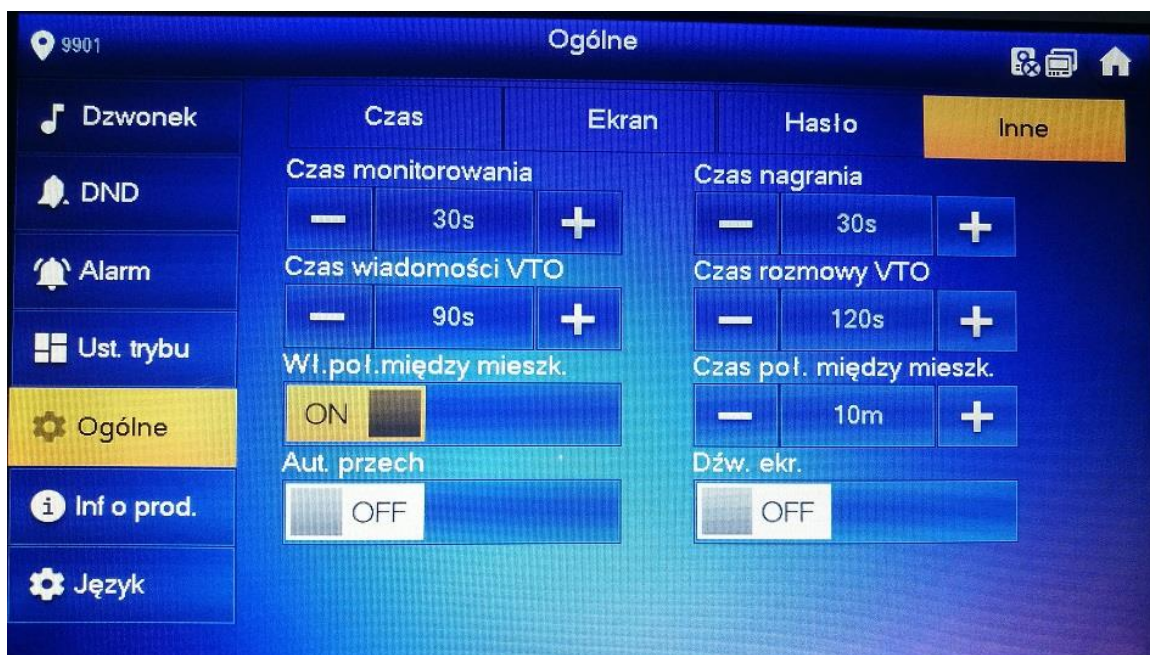 9901
Ogólne
Dzwonek
DND
Alarm
Ust. trybu
Ogólne
Inf o prod.
Język
Czas
Ekran
Hasło
Inne
Czas monitorowania
Czas nagrania
30s
30s
Czas wiadomości VTO
Czas rozmowy VTO
90s
120s
Wł.poł.między mieszk.
Czas poł. między mieszk.
ON
10m
Aut. przech
Dźw. ekr.
OFF
OFF